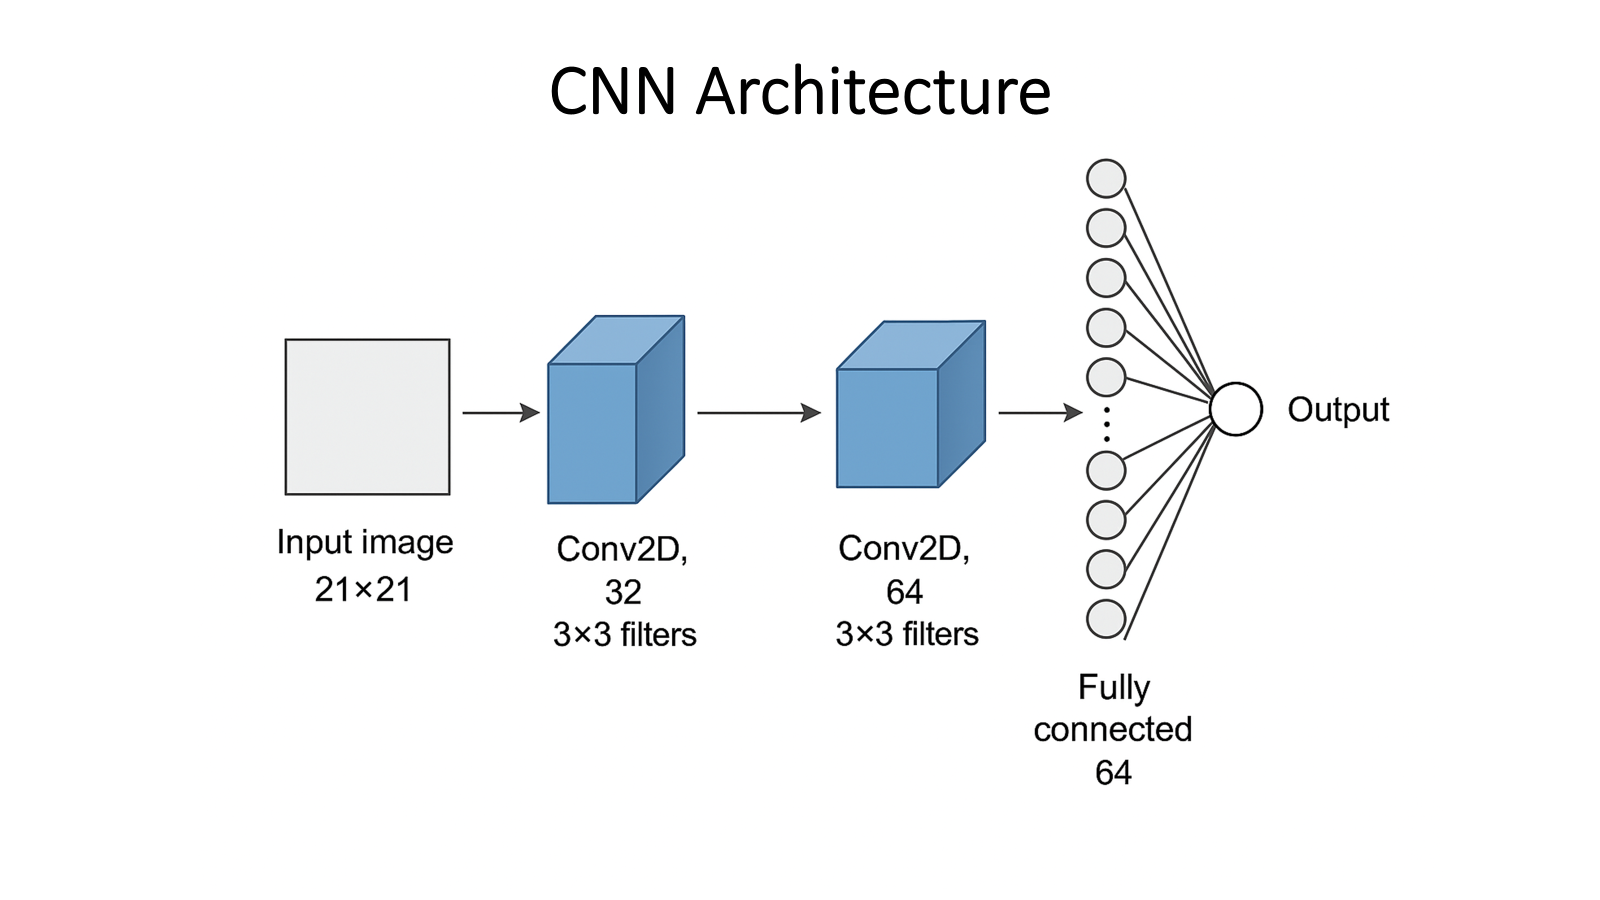 CNN Architecture
Input image
21×21
Conv2D,
32
3×3 filters
Conv2D,
64
3×3 filters
Fully
connected
64
Output